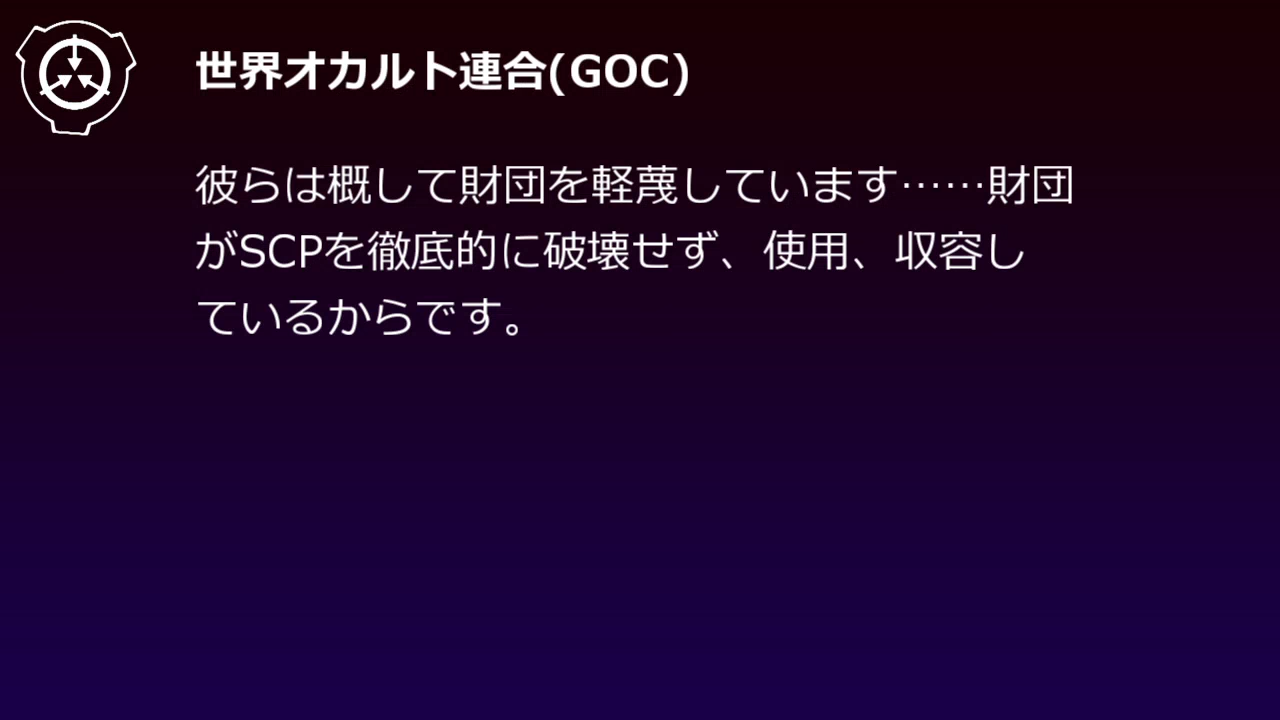 世界オカルト連合(GOC)
彼らは概して財団を軽蔑しています……財団
がSCPを徹底的に破壊せず、使用、収容し
ているからです。